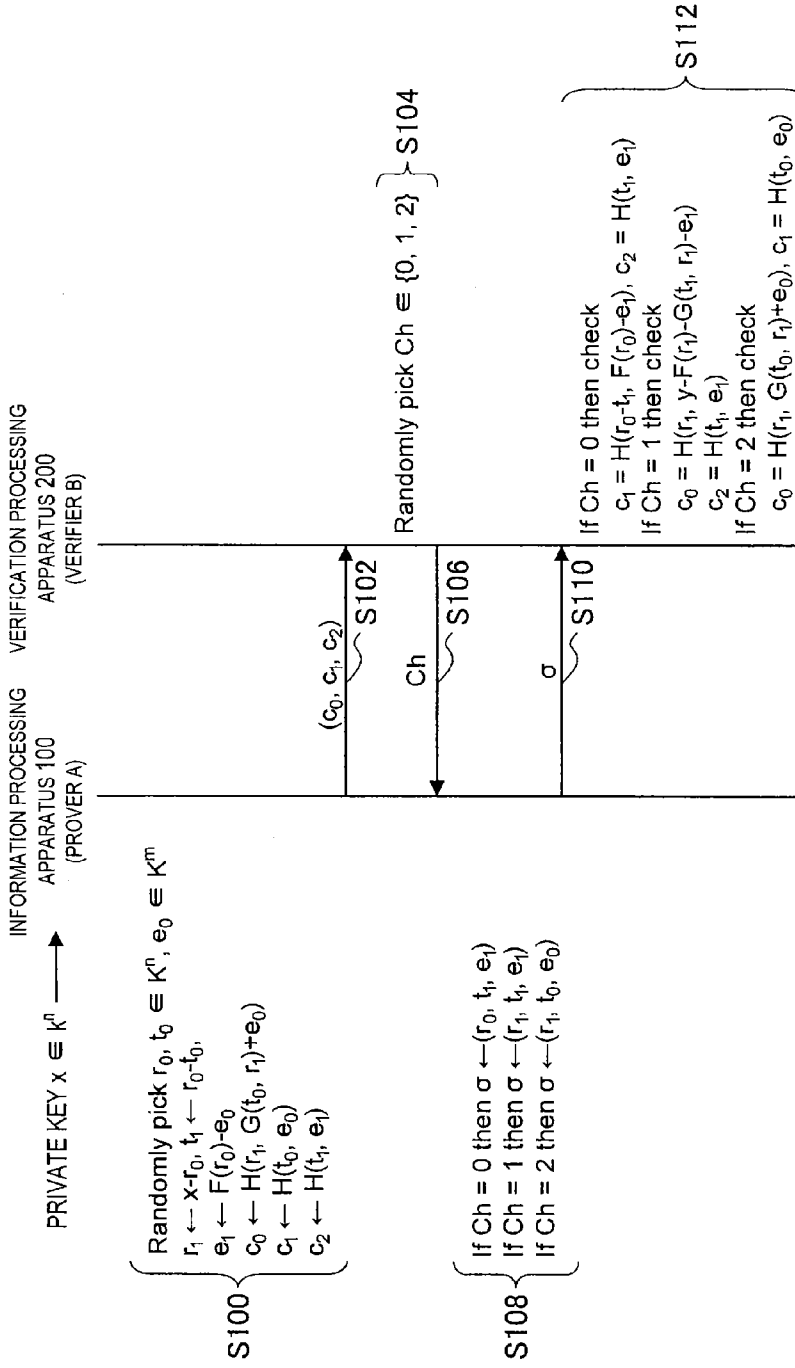 INFORMATION PROCESSING
APPARATUS 100
(PROVER A)
VERIFICATION PROCESSING
APPARATUS 200
(VERIFIER B)
PRIVATE KEY x ∈ kⁿ
Randomly pick r₀, t₀ ∈ Kⁿ, e₀ ∈ Kᵐ
r₁ ← x-r₀, t₁ ← r₀-t₀,
e₁ ← F(r₀)-e₀
c₀ ← H(r₁, G(t₀, r₁)+e₀)
c₁ ← H(t₀, e₀)
c₂ ← H(t₁, e₁)
S100
(c₀, c₁, c₂)
S102
Randomly pick Ch ∈ {0, 1, 2}
S104
Ch
S106
If Ch = 0 then σ ←(r₀, t₁, e₁)
If Ch = 1 then σ ←(r₁, t₁, e₁)
If Ch = 2 then σ ←(r₁, t₀, e₀)
S108
σ
S110
If Ch = 0 then check
c₁ = H(r₀-t₁, F(r₀)-e₁), c₂ = H(t₁, e₁)
If Ch = 1 then check
c₀ = H(r₁, y-F(r₁)-G(t₁, r₁)-e₁)
c₂ = H(t₁, e₁)
If Ch = 2 then check
c₀ = H(r₁, G(t₀, r₁)+e₀), c₁ = H(t₀, e₀)
S112